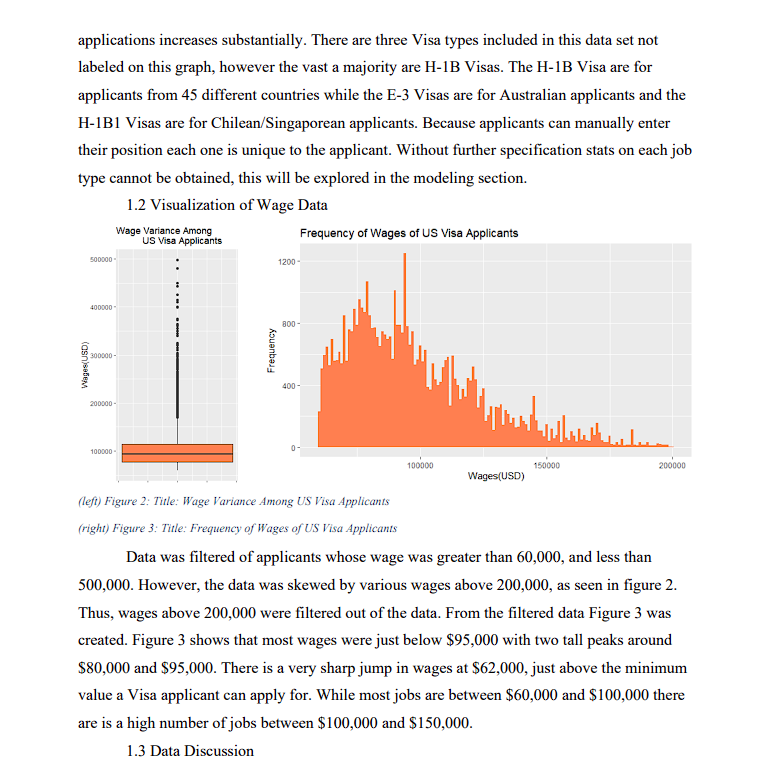 applications increases substantially. There are three Visa types included in this data set not
labeled on this graph, however the vast a majority are H-1B Visas. The H-1B Visa are for
applicants from 45 different countries while the E-3 Visas are for Australian applicants and the
H-1B1 Visas are for Chilean/Singaporean applicants. Because applicants can manually enter
their position each one is unique to the applicant. Without further specification stats on each job
type cannot be obtained, this will be explored in the modeling section.
1.2 Visualization of Wage Data
Wage Variance Among
US Visa Applicants
500000
400000
300000
200000
100000
Wages(USD)
Frequency of Wages of US Visa Applicants
1200
800
400
0
Frequency
100000
150000
200000
Wages(USD)
(left) Figure 2: Title: Wage Variance Among US Visa Applicants
(right) Figure 3: Title: Frequency of Wages of US Visa Applicants
Data was filtered of applicants whose wage was greater than 60,000, and less than
500,000. However, the data was skewed by various wages above 200,000, as seen in figure 2.
Thus, wages above 200,000 were filtered out of the data. From the filtered data Figure 3 was
created. Figure 3 shows that most wages were just below $95,000 with two tall peaks around
$80,000 and $95,000. There is a very sharp jump in wages at $62,000, just above the minimum
value a Visa applicant can apply for. While most jobs are between $60,000 and $100,000 there
are is a high number of jobs between $100,000 and $150,000.
1.3 Data Discussion